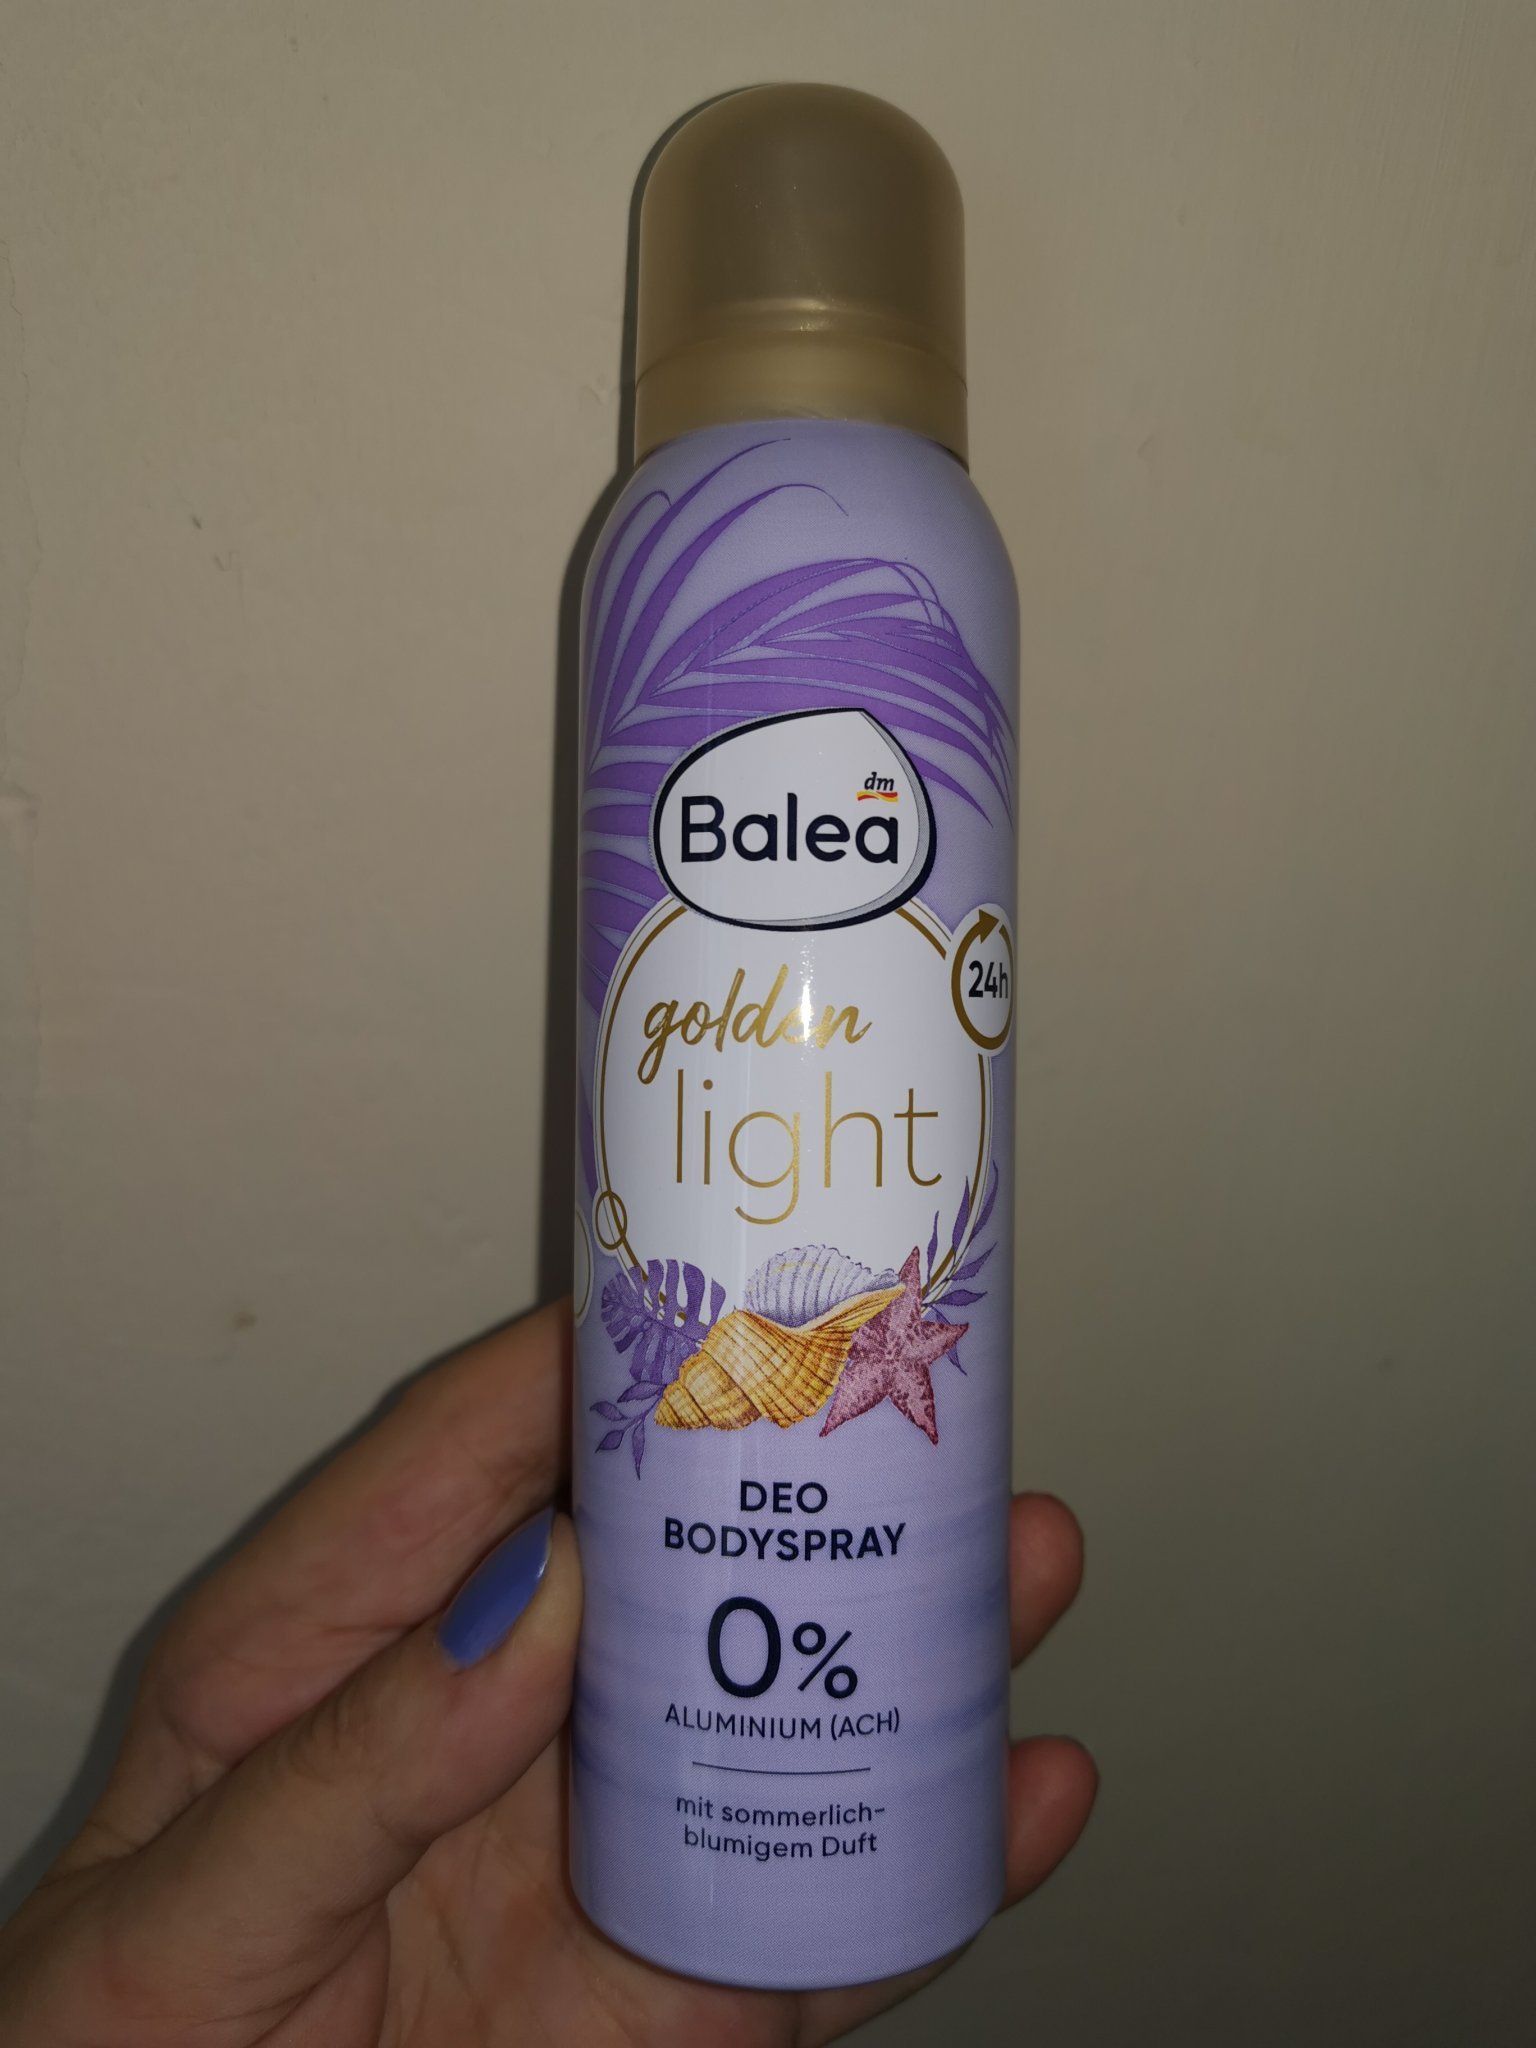 dm
Balea
24h
golden
light
DEO
BODYSPRAY
0%
ALUMINIUM (ACH)
mit sommerlich-
blumigem Duft